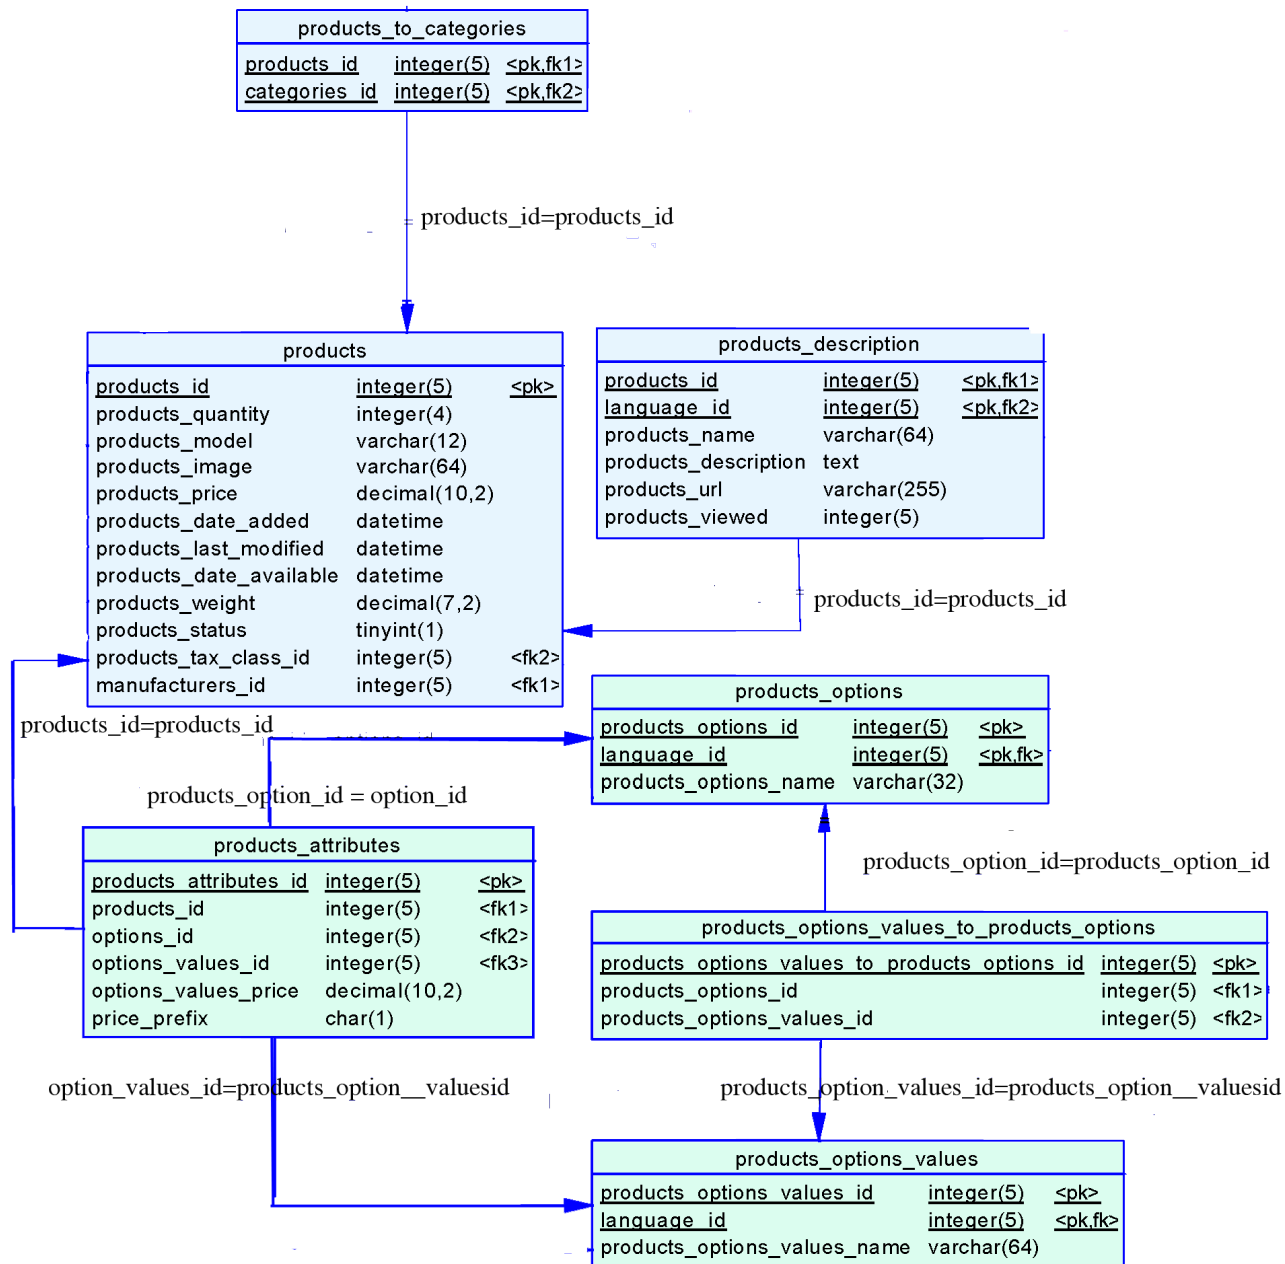 products_to_categories
products_id integer(5) <pk,fk1>
categories_id integer(5) <pk,fk2>
products_id=products_id
products
products_id integer(5) <pk>
products_quantity integer(4)
products_model varchar(12)
products_image varchar(64)
products_price decimal(10,2)
products_date_added datetime
products_last_modified datetime
products_date_available datetime
products_weight decimal(7,2)
products_status tinyint(1)
products_tax_class_id integer(5) <fk2>
manufacturers_id integer(5) <fk1>
products_description
products_id integer(5) <pk,fk1>
language_id integer(5) <pk,fk2>
products_name varchar(64)
products_description text
products_url varchar(255)
products_viewed integer(5)
products_id=products_id
products_id=products_id
products_options
products_options_id integer(5) <pk>
language_id integer(5) <pk,fk>
products_options_name varchar(32)
products_option_id = option_id
products_attributes
products_attributes_id integer(5) <pk>
products_id integer(5) <fk1>
options_id integer(5) <fk2>
options_values_id integer(5) <fk3>
options_values_price decimal(10,2)
price_prefix char(1)
products_option_id=products_option_id
products_options_values_to_products_options
products_options_values_to_products_options_id integer(5) <pk>
products_options_id integer(5) <fk1>
products_options_values_id integer(5) <fk2>
option_values_id=products_option__valuesid
products_option_values_id=products_option__valuesid
products_options_values
products_options_values_id integer(5) <pk>
language_id integer(5) <pk,fk>
products_options_values_name varchar(64)